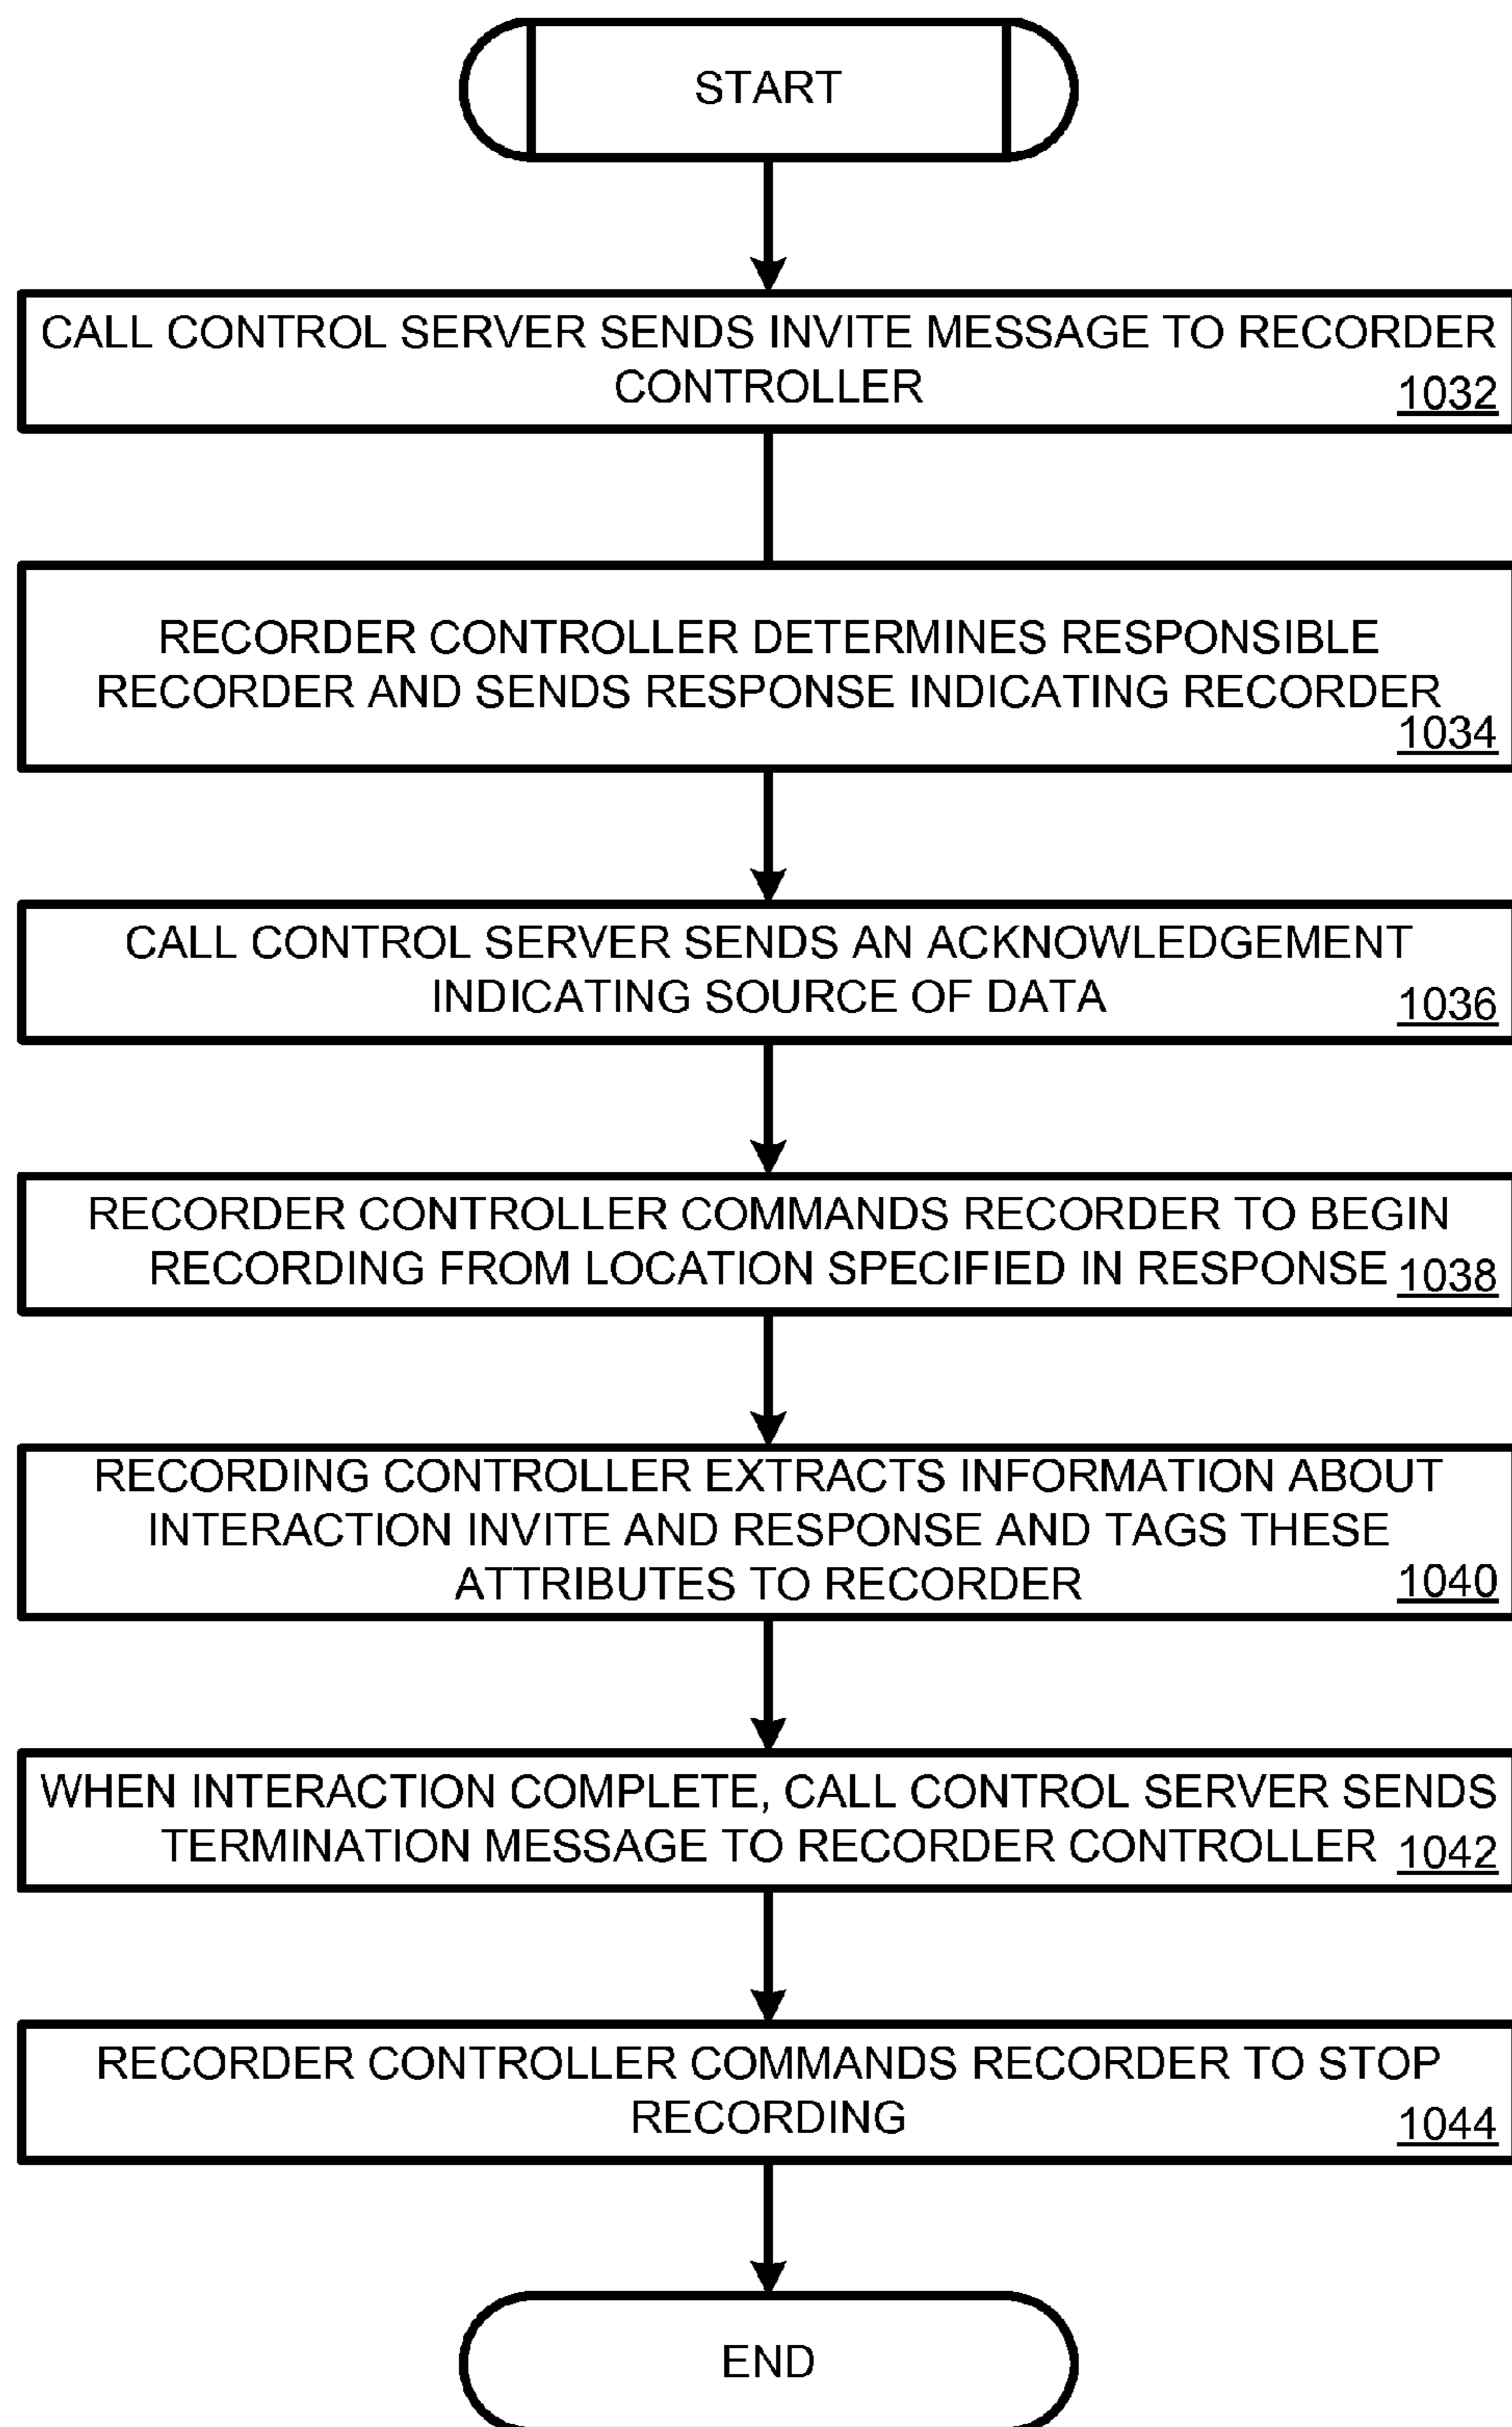 START
CALL CONTROL SERVER SENDS INVITE MESSAGE TO RECORDER
CONTROLLER
1032
RECORDER CONTROLLER DETERMINES RESPONSIBLE
RECORDER AND SENDS RESPONSE INDICATING RECORDER
1034
CALL CONTROL SERVER SENDS AN ACKNOWLEDGEMENT
INDICATING SOURCE OF DATA
1036
RECORDER CONTROLLER COMMANDS RECORDER TO BEGIN
RECORDING FROM LOCATION SPECIFIED IN RESPONSE
1038
RECORDING CONTROLLER EXTRACTS INFORMATION ABOUT
INTERACTION INVITE AND RESPONSE AND TAGS THESE
ATTRIBUTES TO RECORDER
1040
WHEN INTERACTION COMPLETE, CALL CONTROL SERVER SENDS
TERMINATION MESSAGE TO RECORDER CONTROLLER
1042
RECORDER CONTROLLER COMMANDS RECORDER TO STOP
RECORDING
1044
END